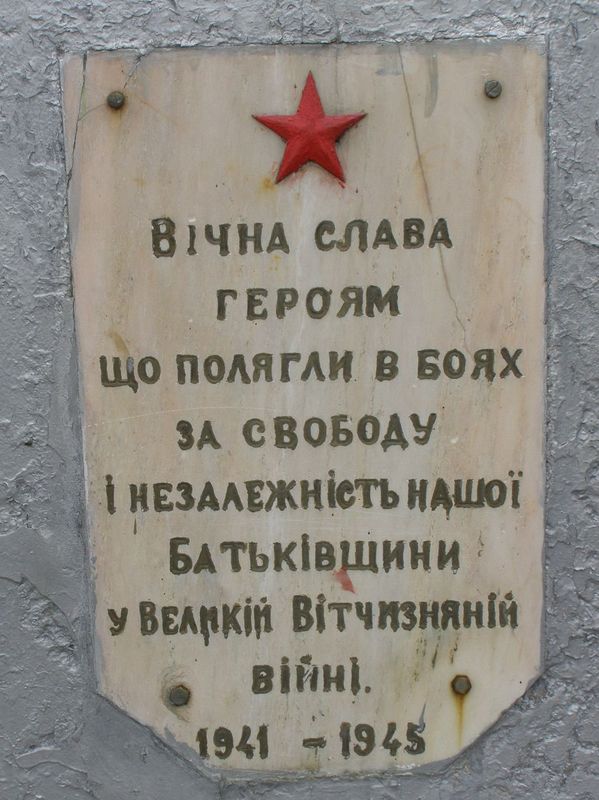 Вічна слава
героям
що полягли в боях
за свободу
і незалежність нашої
Батьківщини
у Великій Вітчизняній
війні.
1941 – 1945